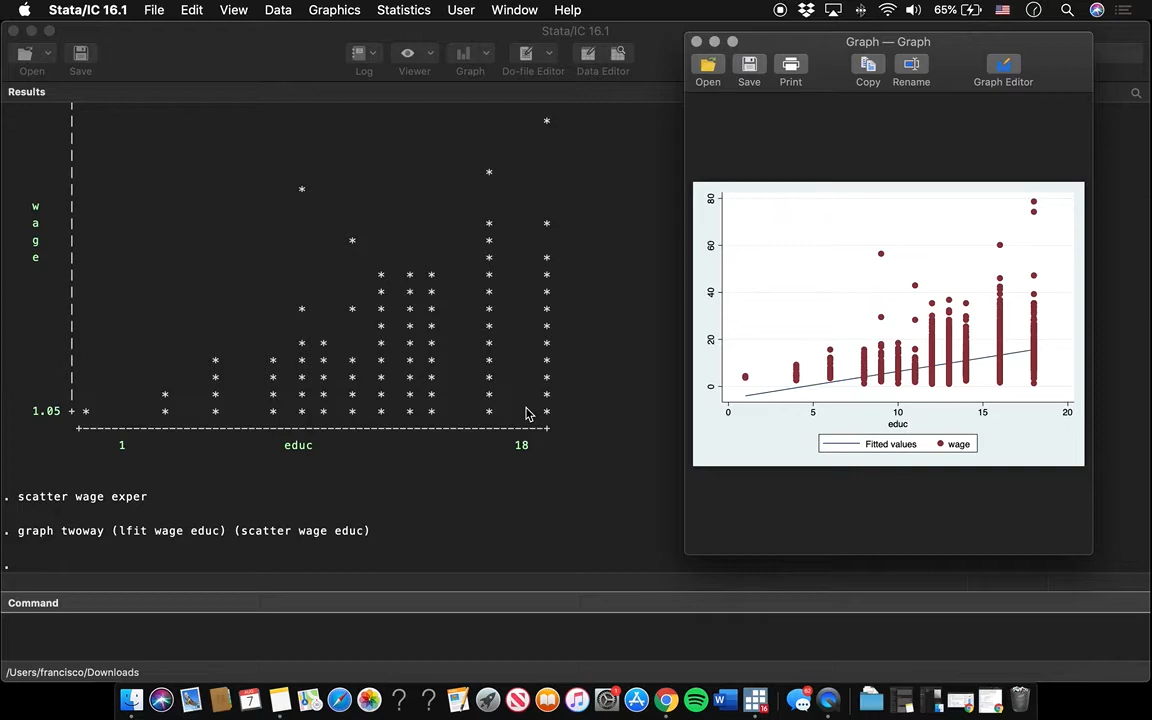 Stata/IC 16.1 File Edit View Data Graphics Statistics User Window Help 65%
Stata/IC 16.1
Open Save Log Viewer Graph Do-file Editor Data Editor
Results
w
a
g
e
1.05
1 educ 18
. scatter wage exper
. graph twoway (lfit wage educ) (scatter wage educ)
.
Command
/Users/francisco/Downloads
Graph — Graph
Open Save Print Copy Rename Graph Editor
80
60
40
20
0
0 5 10 15 20
educ
Fitted values wage